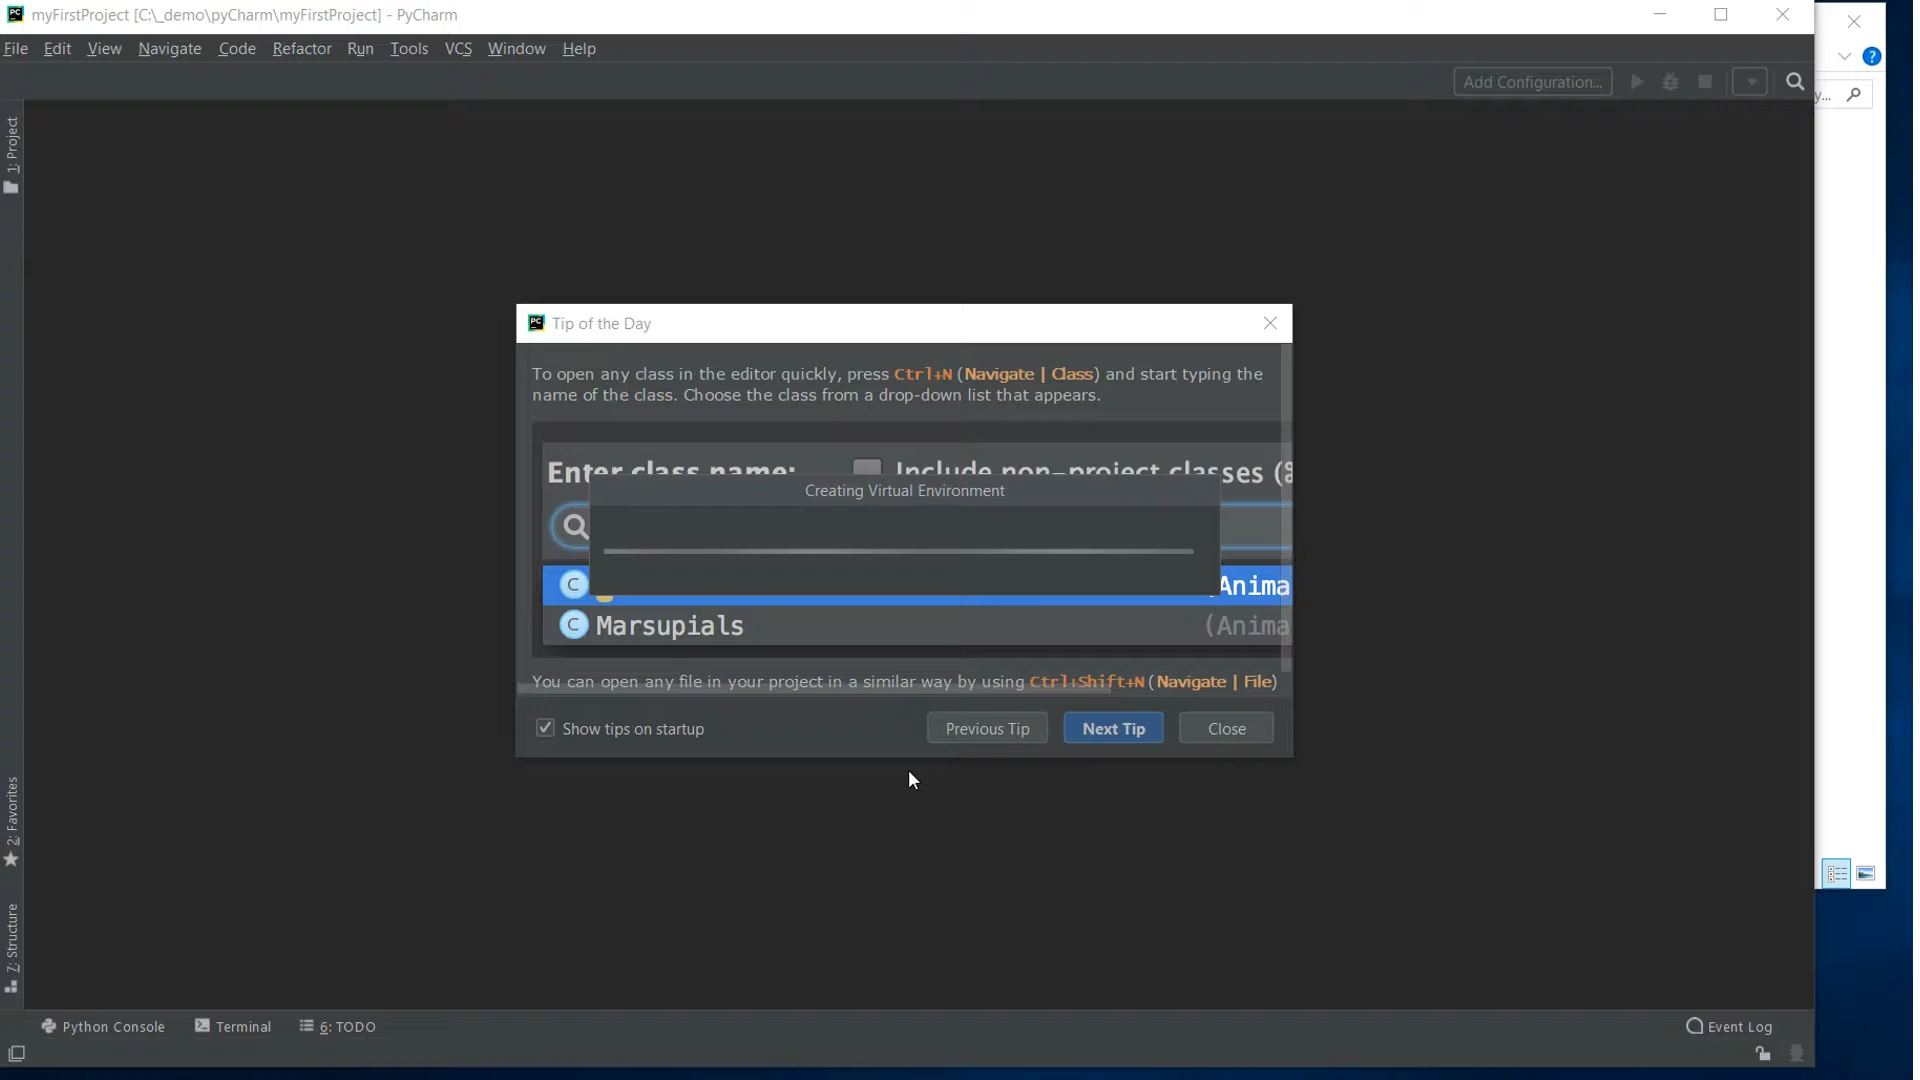 myFirstProject [C:\_demo\pyCharm\myFirstProject] - PyCharm
File Edit View Navigate Code Refactor Run Tools VCS Window Help
Add Configuration...
y...
1: Project
Tip of the Day
To open any class in the editor quickly, press Ctrl+N (Navigate | Class) and start typing the
name of the class. Choose the class from a drop-down list that appears.
Enter class name: Include non-project classes
Creating Virtual Environment
C (Anima
C Marsupials (Anima
You can open any file in your project in a similar way by using Ctrl+Shift+N (Navigate | File)
Show tips on startup Previous Tip Next Tip Close
2: Favorites
7: Structure
Python Console Terminal 6: TODO Event Log